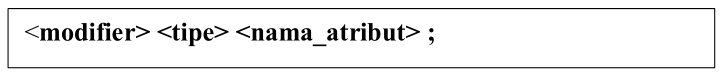 <modifier> <tipe> <nama_atribut> ;